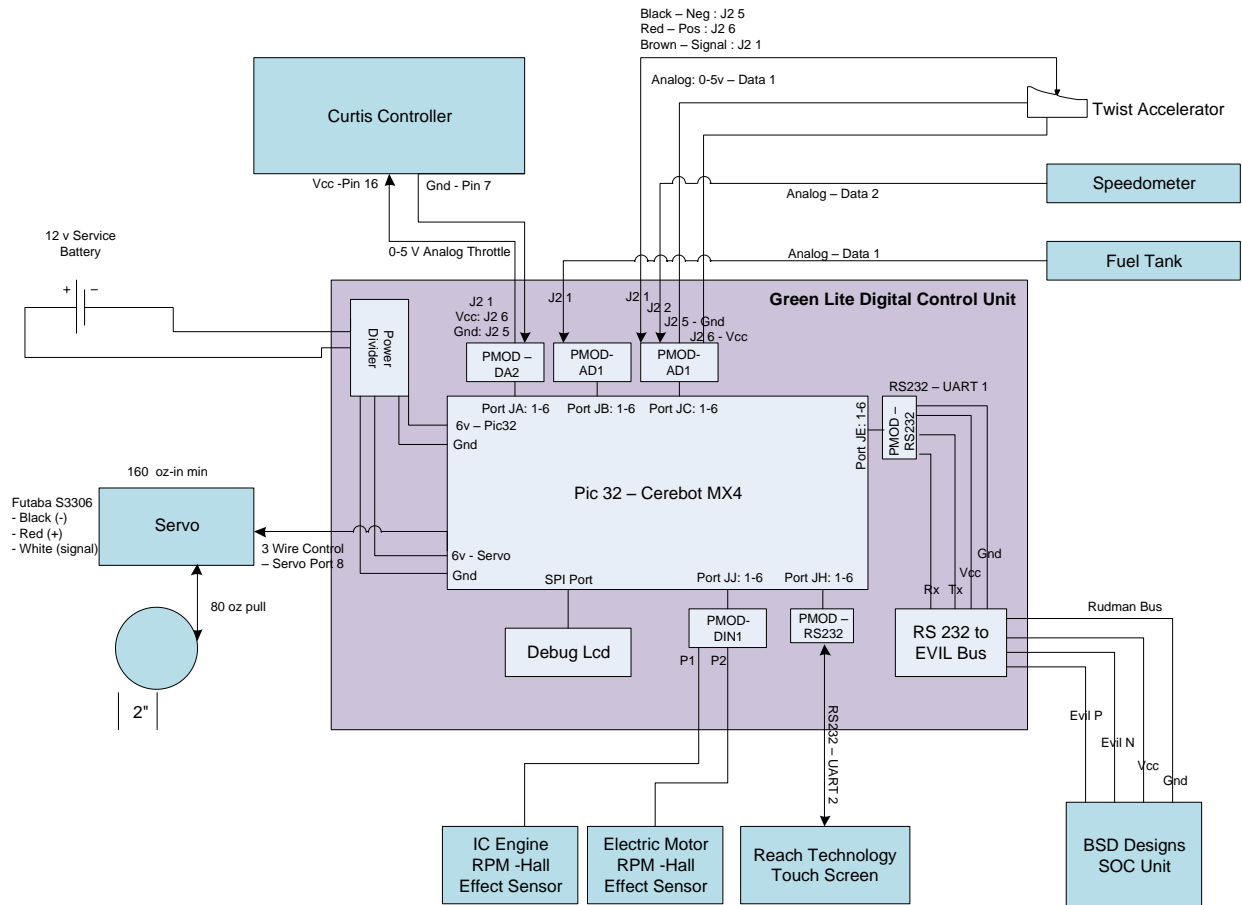 Black – Neg : J2 5
Red – Pos : J2 6
Brown – Signal : J2 1
Analog: 0-5v – Data 1
Twist Accelerator
Curtis Controller
Vcc -Pin 16
Gnd - Pin 7
Speedometer
Analog – Data 2
12 v Service
Battery
+ –
0-5 V Analog Throttle
Analog – Data 1
Fuel Tank
Green Lite Digital Control Unit
J2 1
Vcc: J2 6
Gnd: J2 5
J2 1
J2 1
J2 2
J2 5 - Gnd
J2 6 - Vcc
Power
Divider
PMOD –
DA2
PMOD-
AD1
PMOD-
AD1
RS232 – UART 1
Port JA: 1-6
Port JB: 1-6
Port JC: 1-6
Port JE: 1-6
PMOD –
RS232
6v – Pic32
Gnd
160 oz-in min
Futaba S3306
- Black (-)
- Red (+)
- White (signal)
Servo
Pic 32 – Cerebot MX4
3 Wire Control
– Servo Port 8
6v - Servo
Gnd
SPI Port
Port JJ: 1-6
Port JH: 1-6
Rx
Tx
Vcc
Gnd
80 oz pull
Debug Lcd
PMOD-
DIN1
PMOD –
RS232
P1
P2
RS 232 to
EVIL Bus
Rudman Bus
2"
RS232 – UART 2
Evil P
Evil N
Vcc
Gnd
IC Engine
RPM -Hall
Effect Sensor
Electric Motor
RPM -Hall
Effect Sensor
Reach Technology
Touch Screen
BSD Designs
SOC Unit